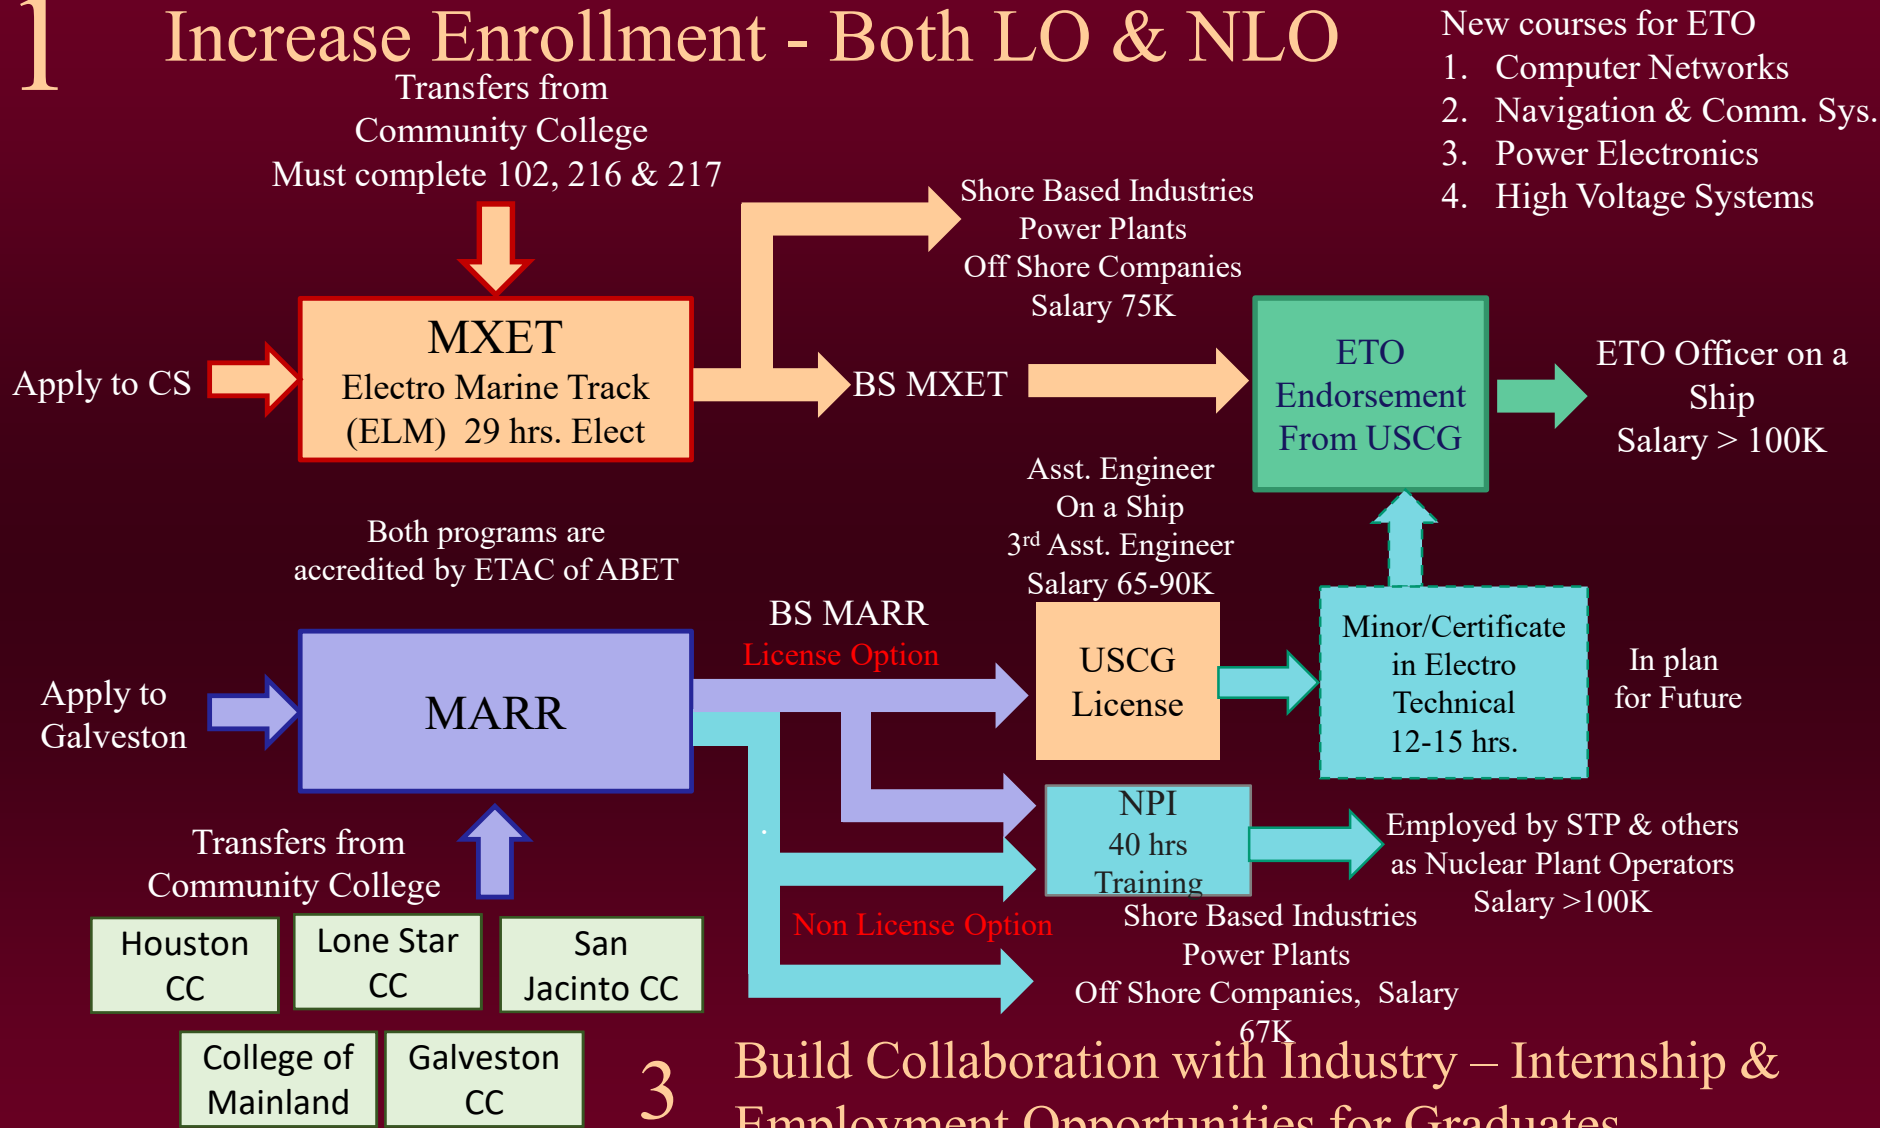 1
Increase Enrollment - Both LO & NLO
New courses for ETO
1. Computer Networks
2. Navigation & Comm. Sys.
3. Power Electronics
4. High Voltage Systems
Transfers from
Community College
Must complete 102, 216 & 217
Shore Based Industries
Power Plants
Off Shore Companies
Salary 75K
Apply to CS
MXET
Electro Marine Track
(ELM) 29 hrs. Elect
BS MXET
ETO
Endorsement
From USCG
ETO Officer on a
Ship
Salary > 100K
Both programs are
accredited by ETAC of ABET
Asst. Engineer
On a Ship
3rd Asst. Engineer
Salary 65-90K
BS MARR
License Option
Apply to
Galveston
MARR
USCG
License
Minor/Certificate
in Electro
Technical
12-15 hrs.
In plan
for Future
NPI
40 hrs
Training
Employed by STP & others
as Nuclear Plant Operators
Salary >100K
Non License Option
Shore Based Industries
Power Plants
Off Shore Companies, Salary
67K
Transfers from
Community College
Houston
CC
Lone Star
CC
San
Jacinto CC
College of
Mainland
Galveston
CC
3
Build Collaboration with Industry – Internship &
Employment Opportunities for Graduates